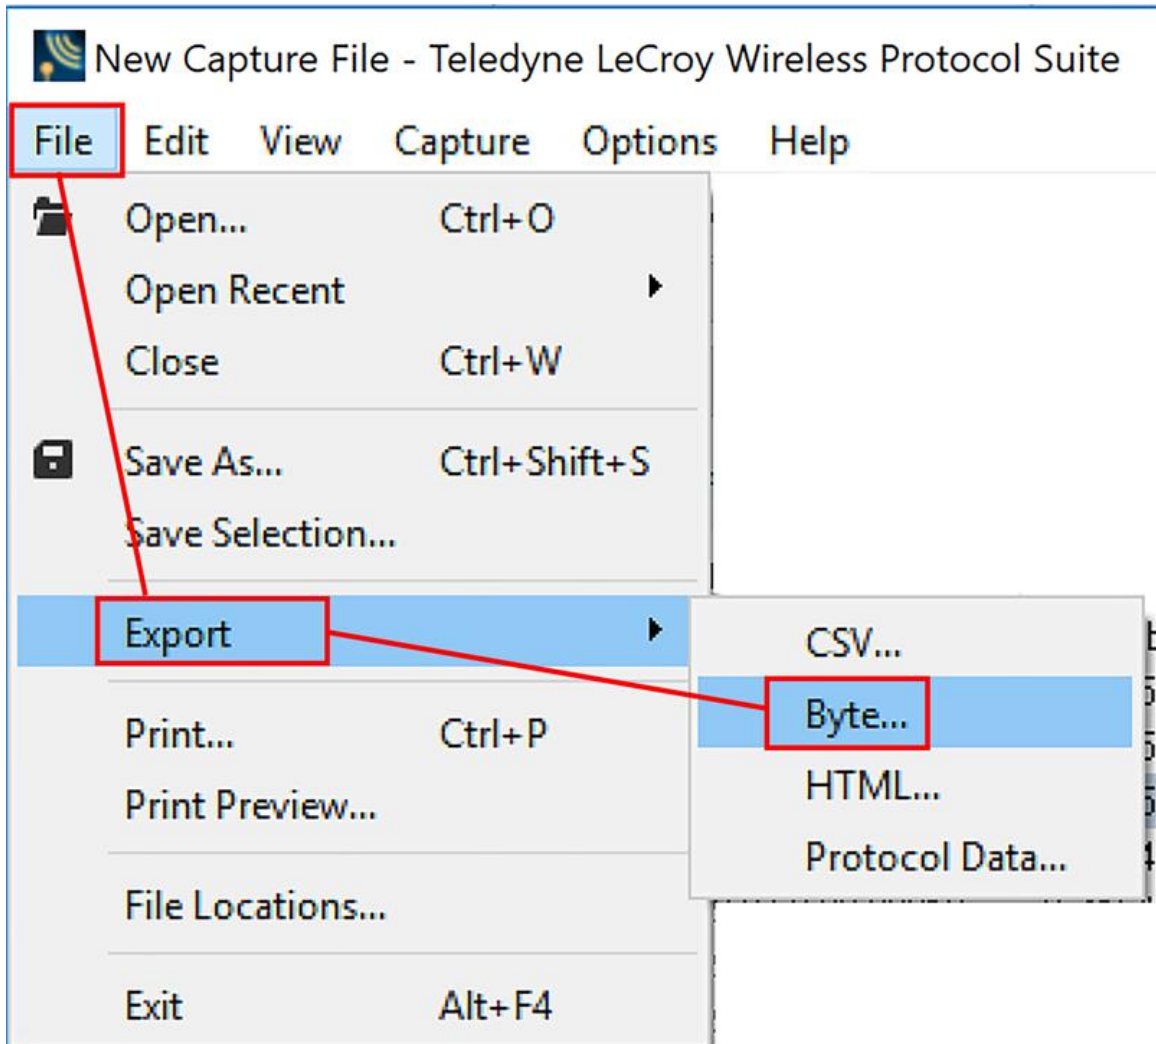 New Capture File - Teledyne LeCroy Wireless Protocol Suite
File Edit View Capture Options Help
Open... Ctrl+O
Open Recent
Close Ctrl+W
Save As... Ctrl+Shift+S
Save Selection...
Export
CSV...
Byte...
HTML...
Protocol Data...
Print... Ctrl+P
Print Preview...
File Locations...
Exit Alt+F4